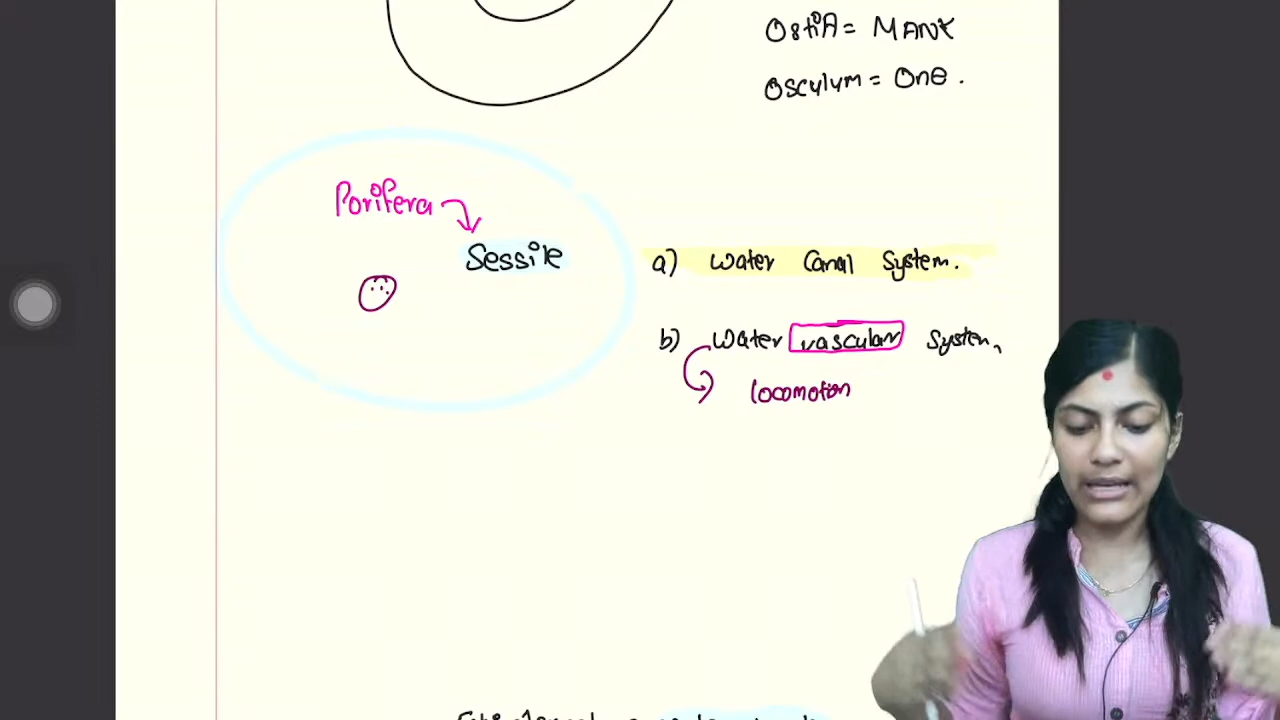 Ostia = MANY
Osculum = One.
Porifera
Sessile
a) Water Canal System.
b) Water vascular System,
locomotion